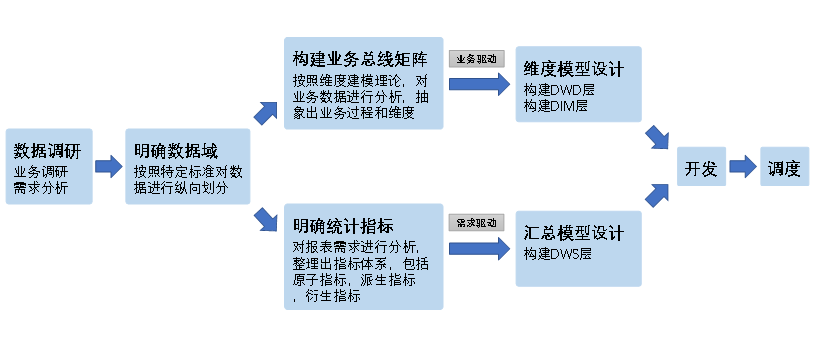 数据调研
业务调研
需求分析
明确数据域
按照特定标准对数
据进行纵向划分
构建业务总线矩阵
按照维度建模理论，对
业务数据进行分析，抽
象出业务过程和维度
业务驱动
维度模型设计
构建DWD层
构建DIM层
明确统计指标
对报表需求进行分析，
整理出指标体系，包括
原子指标，派生指标
，衍生指标
需求驱动
汇总模型设计
构建DWS层
开发
调度